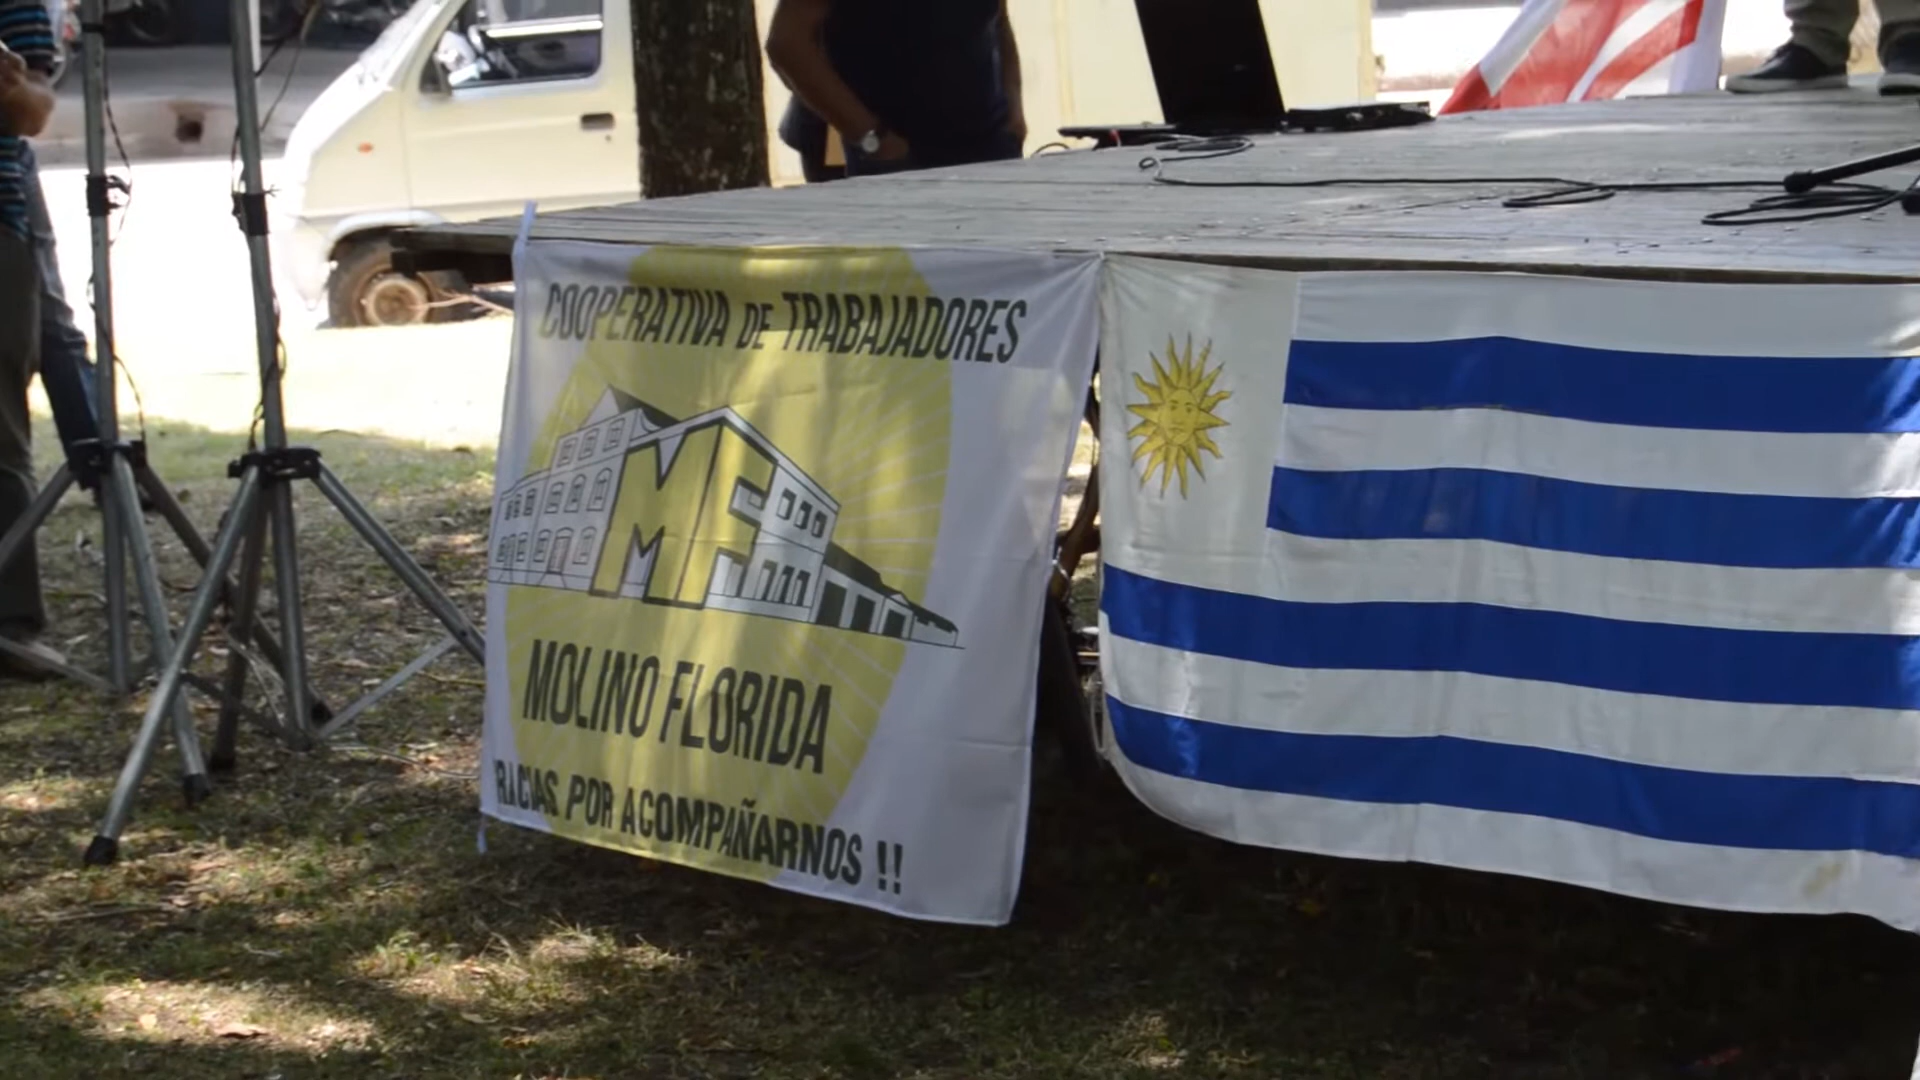 COOPERATIVA DE TRABAJADORES
MF
MOLINO FLORIDA
RACIAS POR ACOMPAÑARNOS !!